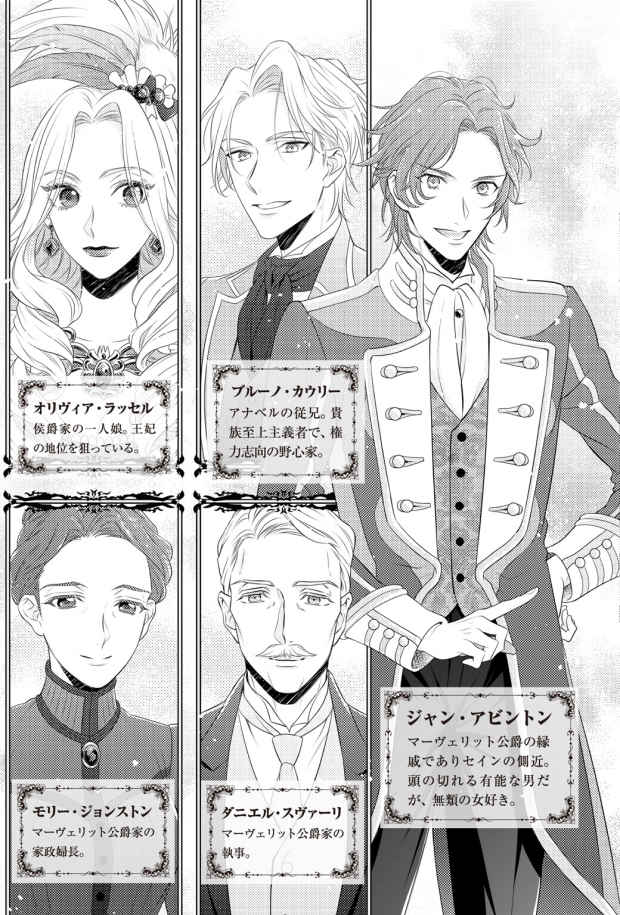 オリヴィア・ラッセル
侯爵家の一人娘。王妃
の地位を狙っている。
ブルーノ・カウリー
アナベルの従兄。貴
族至上主義者で、権
力志向の野心家。
モリー・ジョンストン
マーヴェリット公爵家の
家政婦長。
ダニエル・スヴァーリ
マーヴェリット公爵家の
執事。
ジャン・アビントン
マーヴェリット公爵の縁
戚でありセインの側近。
頭の切れる有能な男だ
が、無類の女好き。